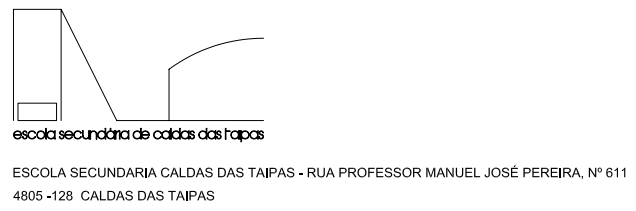 escola secundária de caldas das taipas
ESCOLA SECUNDARIA CALDAS DAS TAIPAS - RUA PROFESSOR MANUEL JOSÉ PEREIRA, Nº 611
4805 -128 CALDAS DAS TAIPAS